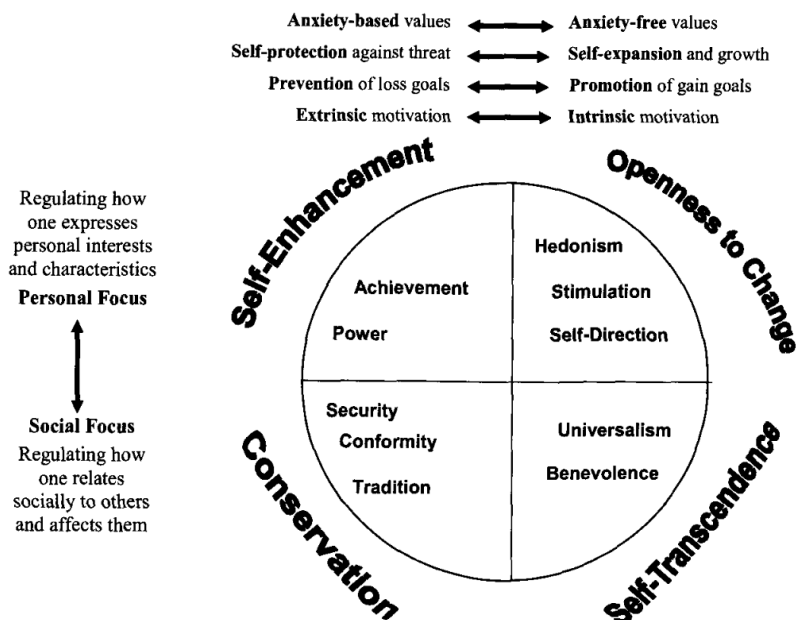 Anxiety-based values Anxiety-free values
Self-protection against threat Self-expansion and growth
Prevention of loss goals Promotion of gain goals
Extrinsic motivation Intrinsic motivation
Self-Enhancement
Openness to Change
Regulating how
one expresses
personal interests
and characteristics
Personal Focus
Social Focus
Regulating how
one relates
socially to others
and affects them
Achievement
Power
Hedonism
Stimulation
Self-Direction
Security
Conformity
Tradition
Universalism
Benevolence
Conservation
Self-Transcendence